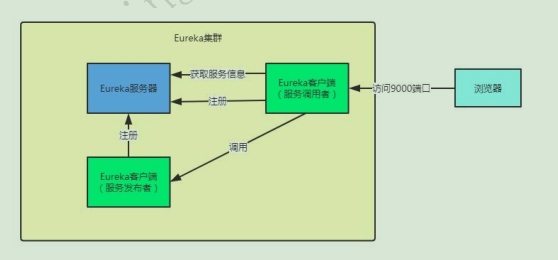 Eureka集群
获取服务信息
Eureka服务器
Eureka客户端
（服务调用者）
访问9000端口
浏览器
注册
注册
调用
Eureka客户端
（服务发布者）